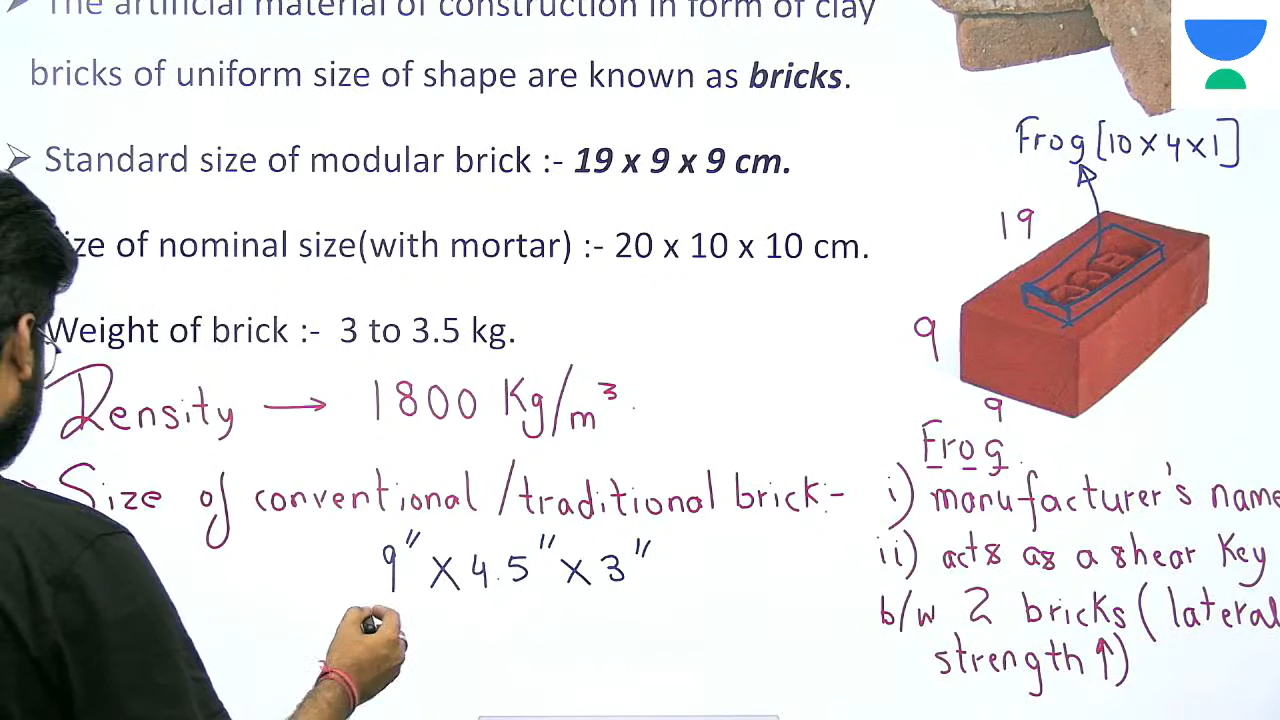 The artificial material of construction in form of clay
bricks of uniform size of shape are known as bricks.
Standard size of modular brick :- 19 x 9 x 9 cm.
ize of nominal size(with mortar) :- 20 x 10 x 10 cm.
Weight of brick :- 3 to 3.5 kg.
Density → 1800 Kg/m³
Size of conventional/traditional brick:-
9" X 4.5" X 3"
Frog [10 X 4 X 1]
19
9
9
Frog
i) manufacturer's name
ii) acts as a shear Key
b/w 2 bricks (lateral
strength ↑)